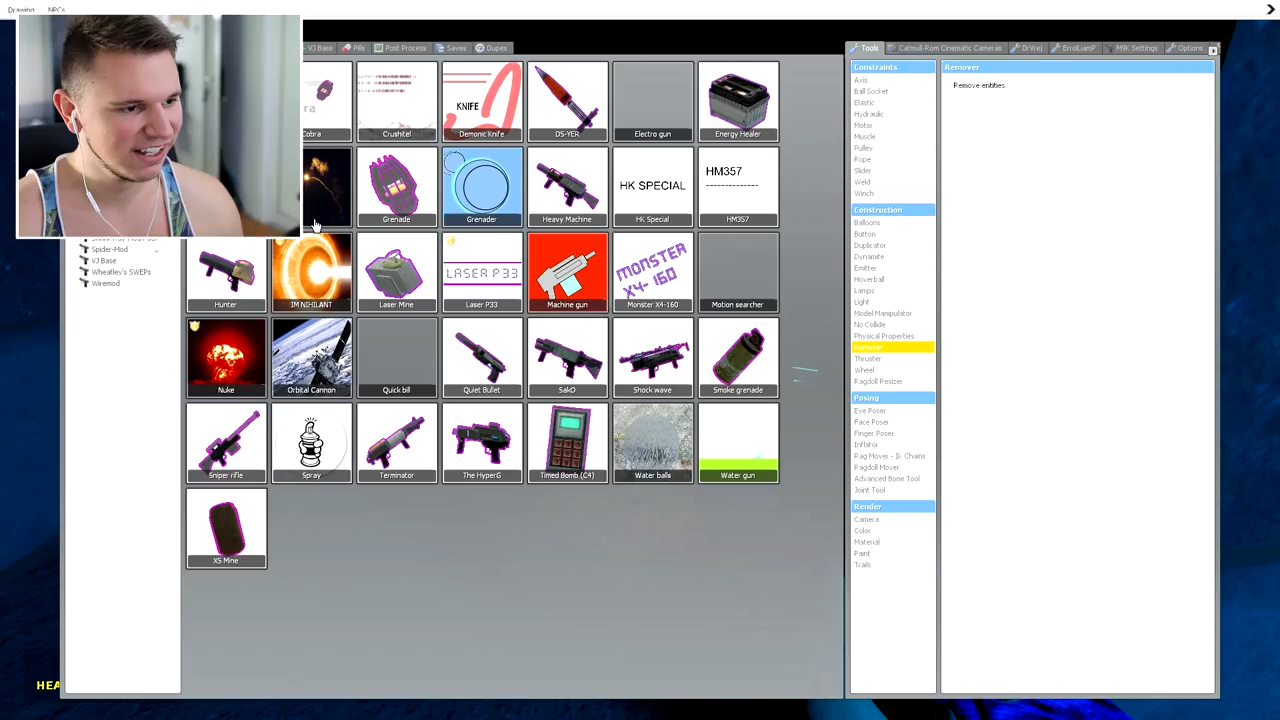 Drawing NPCs
VJ Base Pills Post Process Saves Dupes
Tools Catmull-Rom Cinematic Cameras DrVrej ErrolLiamP M9K Settings Options
Spider-Mod
VJ Base
Wheatley's SWEPs
Wiremod
Cobra Crushitel Demonic Knife DS-YER Electro gun Energy Healer
KNIFE
HK SPECIAL
HM357
Grenade Grenader Heavy Machine HK Special HM357
LASER P33
MONSTER
X4-160
Hunter IM NIHILANT Laser Mine Laser P33 Machine gun Monster X4-160 Motion searcher
Nuke Orbital Cannon Quick bill Quiet Bullet SakO Shock wave Smoke grenade
Sniper rifle Spray Terminator The HyperG Timed Bomb (C4) Water balls Water gun
XS Mine
HEA
Constraints
Axis
Ball Socket
Elastic
Hydraulic
Motor
Muscle
Pulley
Rope
Slider
Weld
Winch
Construction
Balloons
Button
Duplicator
Dynamite
Emitter
Hoverball
Lamps
Light
Model Manipulator
No Collide
Physical Properties
Remover
Thruster
Wheel
Ragdoll Resizer
Posing
Eye Poser
Face Poser
Finger Poser
Inflator
Ragdoll Mover
Advanced Bone Tool
Joint Tool
Render
Camera
Color
Material
Paint
Trails
Remover
Remove entities